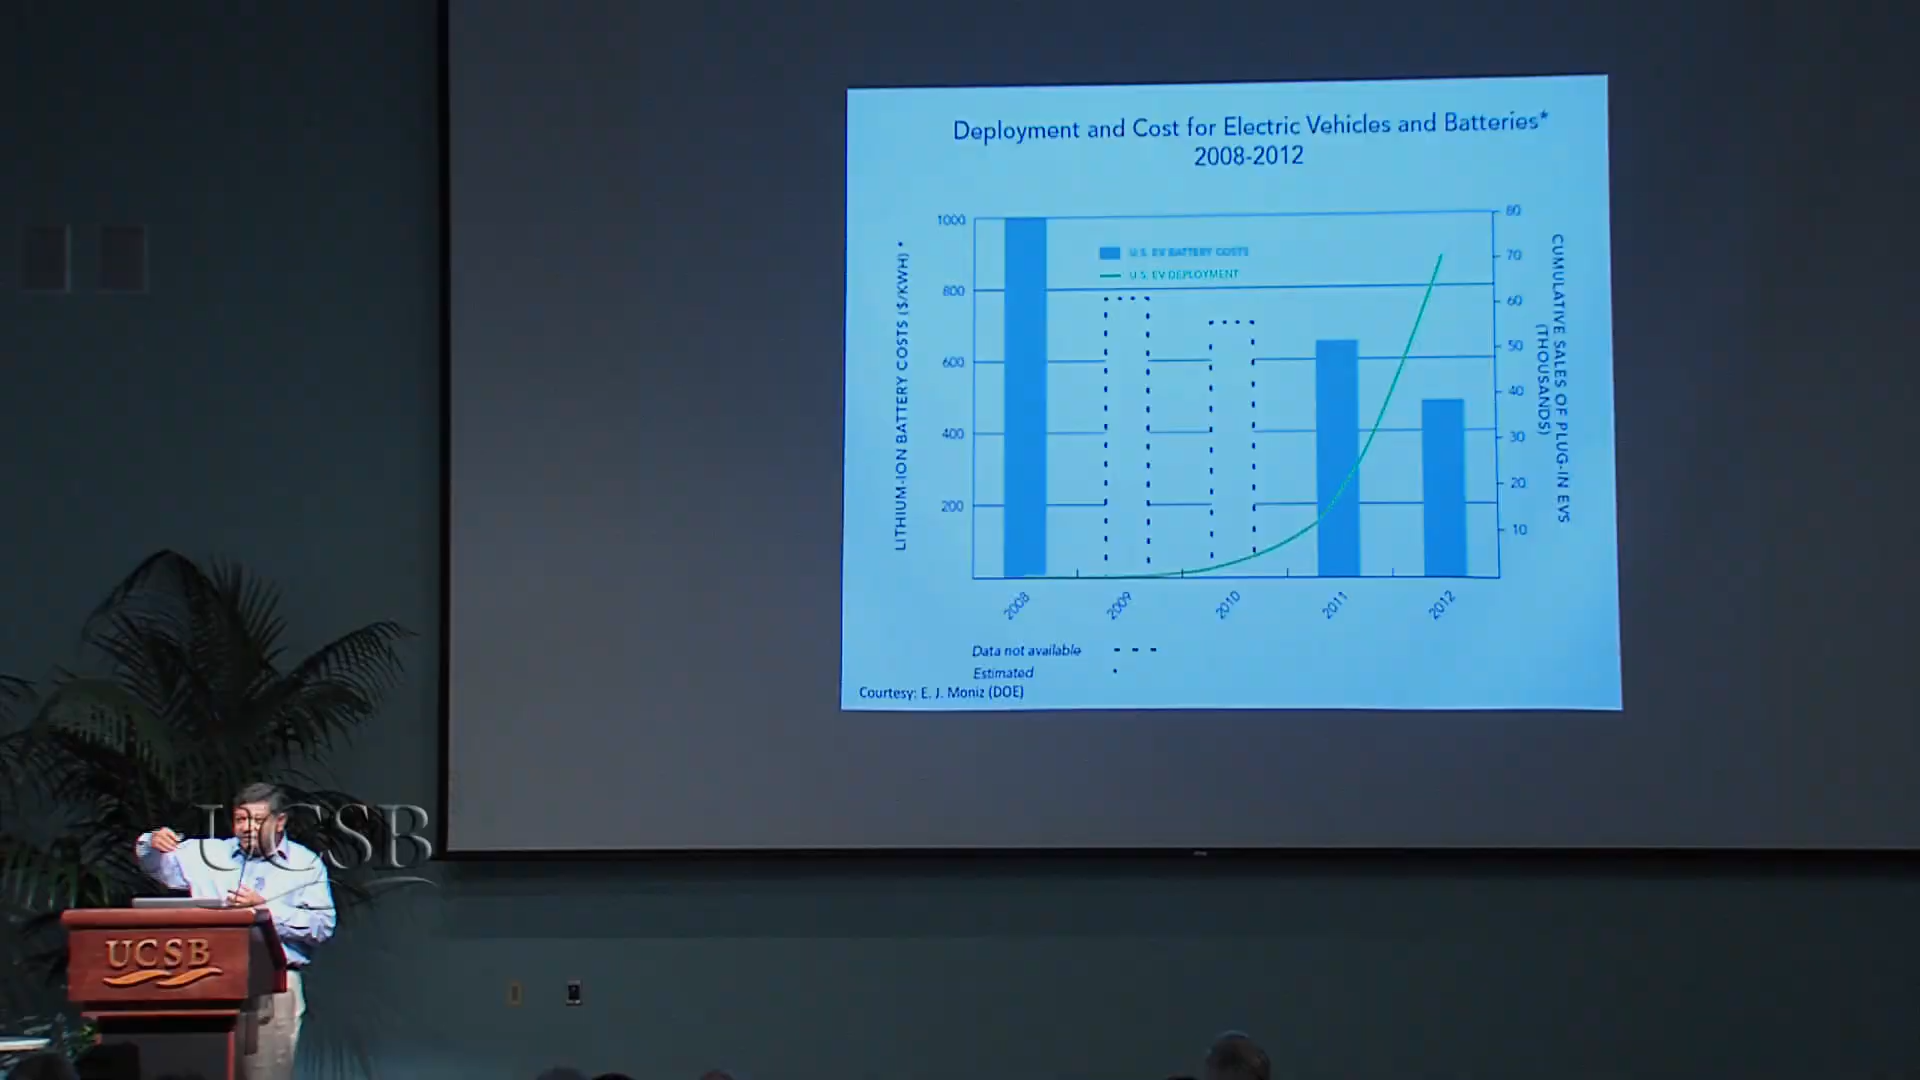 Deployment and Cost for Electric Vehicles and Batteries*
2008-2012
LITHIUM-ION BATTERY COSTS ($/KWH) *
1000
800
600
400
200
U.S. EV BATTERY COSTS
U.S. EV DEPLOYMENT
80
70
60
50
40
30
20
10
CUMULATIVE SALES OF PLUG-IN EVS
(THOUSANDS)
2008
2009
2010
2011
2012
Data not available
Estimated
Courtesy: E. J. Moniz (DOE)
UCSB
UCSB